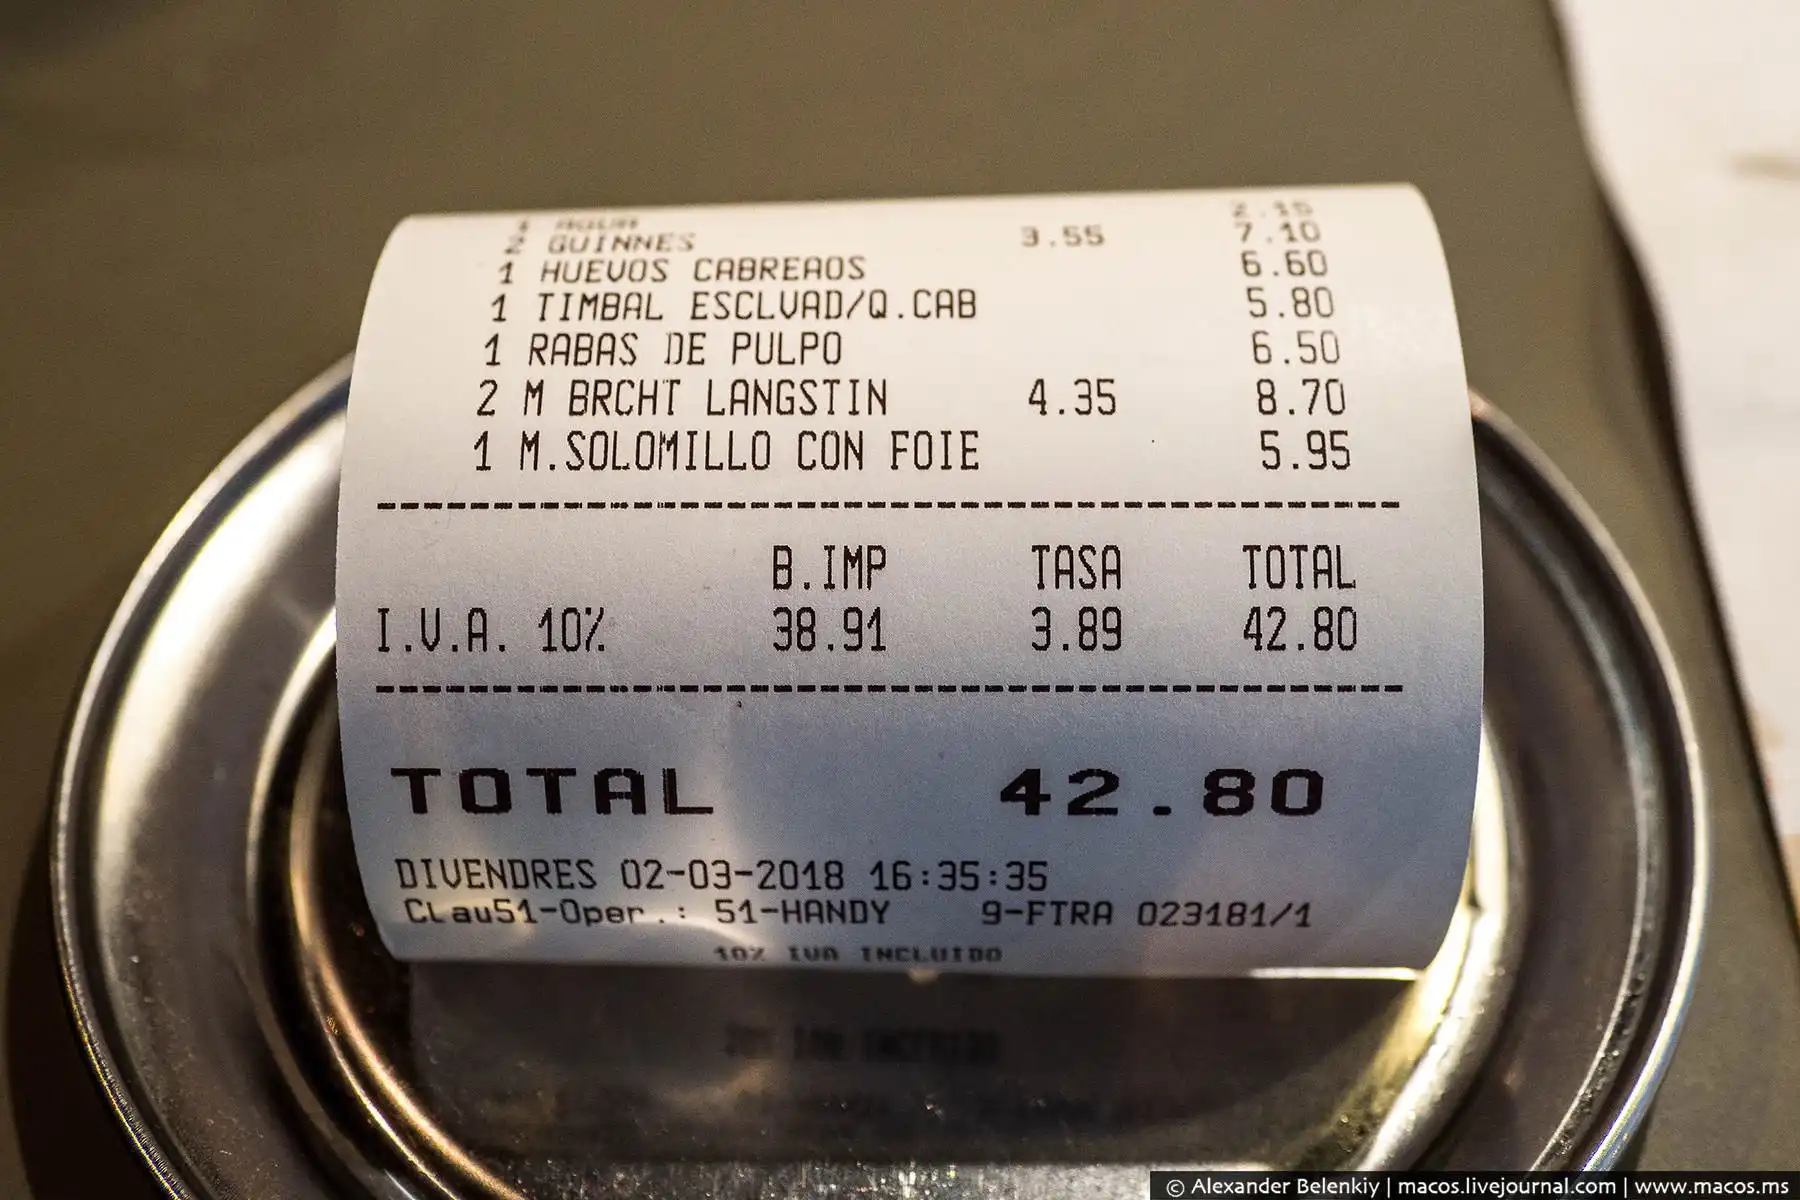 1 AGUA 2.15
2 GUINNES 3.55 7.10
1 HUEVOS CABREAOS 6.60
1 TIMBAL ESCLVAD/Q.CAB 5.80
1 RABAS DE PULPO 6.50
2 M BRCHT LANGSTIN 4.35 8.70
1 M.SOLOMILLO CON FOIE 5.95
B.IMP TASA TOTAL
I.V.A. 10% 38.91 3.89 42.80
TOTAL 42.80
DIVENDRES 02-03-2018 16:35:35
CLau51-Oper.: 51-HANDY 9-FTRA 023181/1
10% IVA INCLUIDO
© Alexander Belenkiy | macos.livejournal.com | www.macos.ms